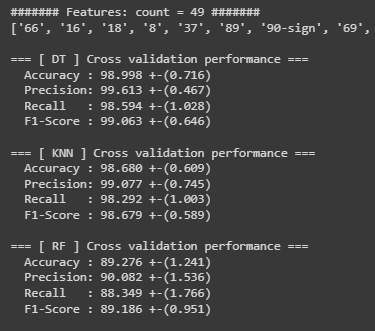 ####### Features: count = 49 #######
['66', '16', '18', '8', '37', '89', '90-sign', '69',
=== [ DT ] Cross validation performance ===
Accuracy : 98.998 +-(0.716)
Precision: 99.613 +-(0.467)
Recall   : 98.594 +-(1.028)
F1-Score : 99.063 +-(0.646)
=== [ KNN ] Cross validation performance ===
Accuracy : 98.680 +-(0.609)
Precision: 99.077 +-(0.745)
Recall   : 98.292 +-(1.003)
F1-Score : 98.679 +-(0.589)
=== [ RF ] Cross validation performance ===
Accuracy : 89.276 +-(1.241)
Precision: 90.082 +-(1.536)
Recall   : 88.349 +-(1.766)
F1-Score : 89.186 +-(0.951)